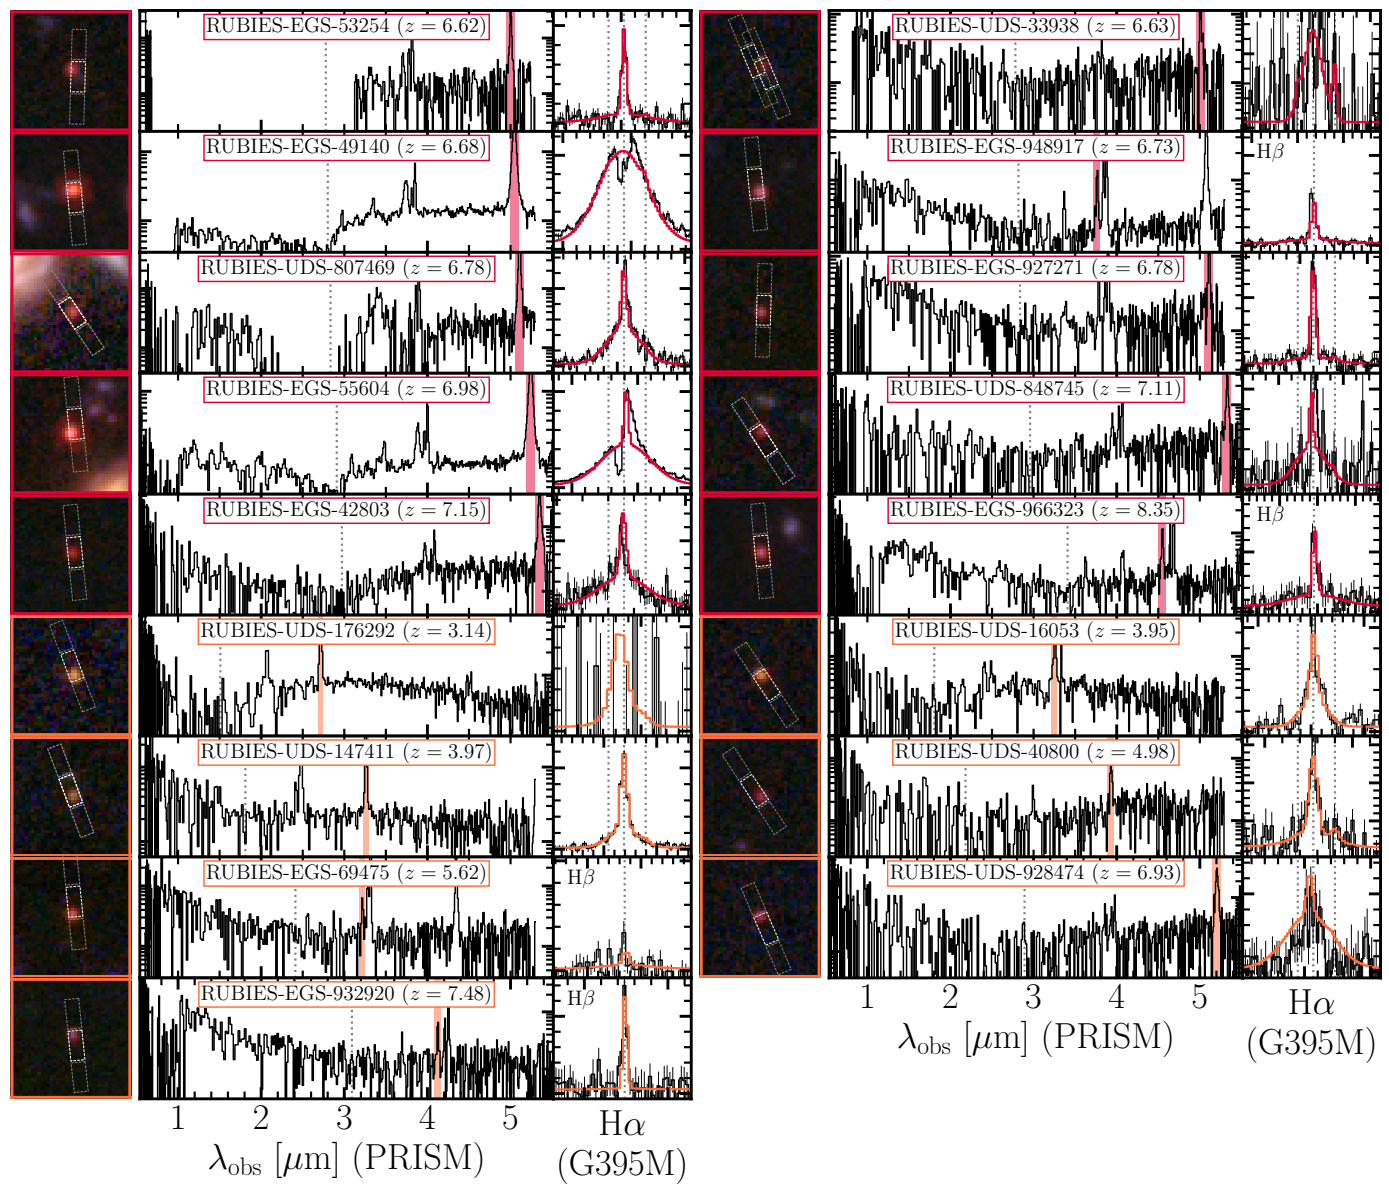 RUBIES-EGS-53254 (z = 6.62)
RUBIES-UDS-33938 (z = 6.63)
RUBIES-EGS-49140 (z = 6.68)
RUBIES-EGS-948917 (z = 6.73)
Hβ
RUBIES-UDS-807469 (z = 6.78)
RUBIES-EGS-927271 (z = 6.78)
RUBIES-EGS-55604 (z = 6.98)
RUBIES-UDS-848745 (z = 7.11)
RUBIES-EGS-42803 (z = 7.15)
RUBIES-EGS-966323 (z = 8.35)
Hβ
RUBIES-UDS-176292 (z = 3.14)
RUBIES-UDS-16053 (z = 3.95)
RUBIES-UDS-147411 (z = 3.97)
RUBIES-UDS-40800 (z = 4.98)
RUBIES-EGS-69475 (z = 5.62)
Hβ
RUBIES-UDS-928474 (z = 6.93)
RUBIES-EGS-932920 (z = 7.48)
Hβ
1 2 3 4 5
λobs [μm] (PRISM)
Hα
(G395M)
1 2 3 4 5
λobs [μm] (PRISM)
Hα
(G395M)